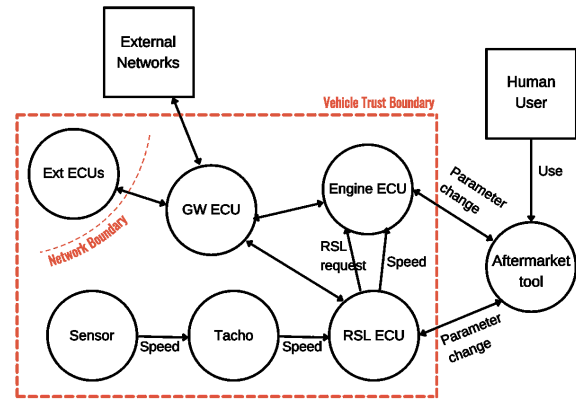 External
Networks
Vehicle Trust Boundary
Human
User
Ext ECUs
Engine ECU
Parameter
change
Use
GW ECU
Network Boundary
RSL
request
Speed
Aftermarket
tool
Sensor
Speed
Tacho
Speed
RSL ECU
Parameter
change